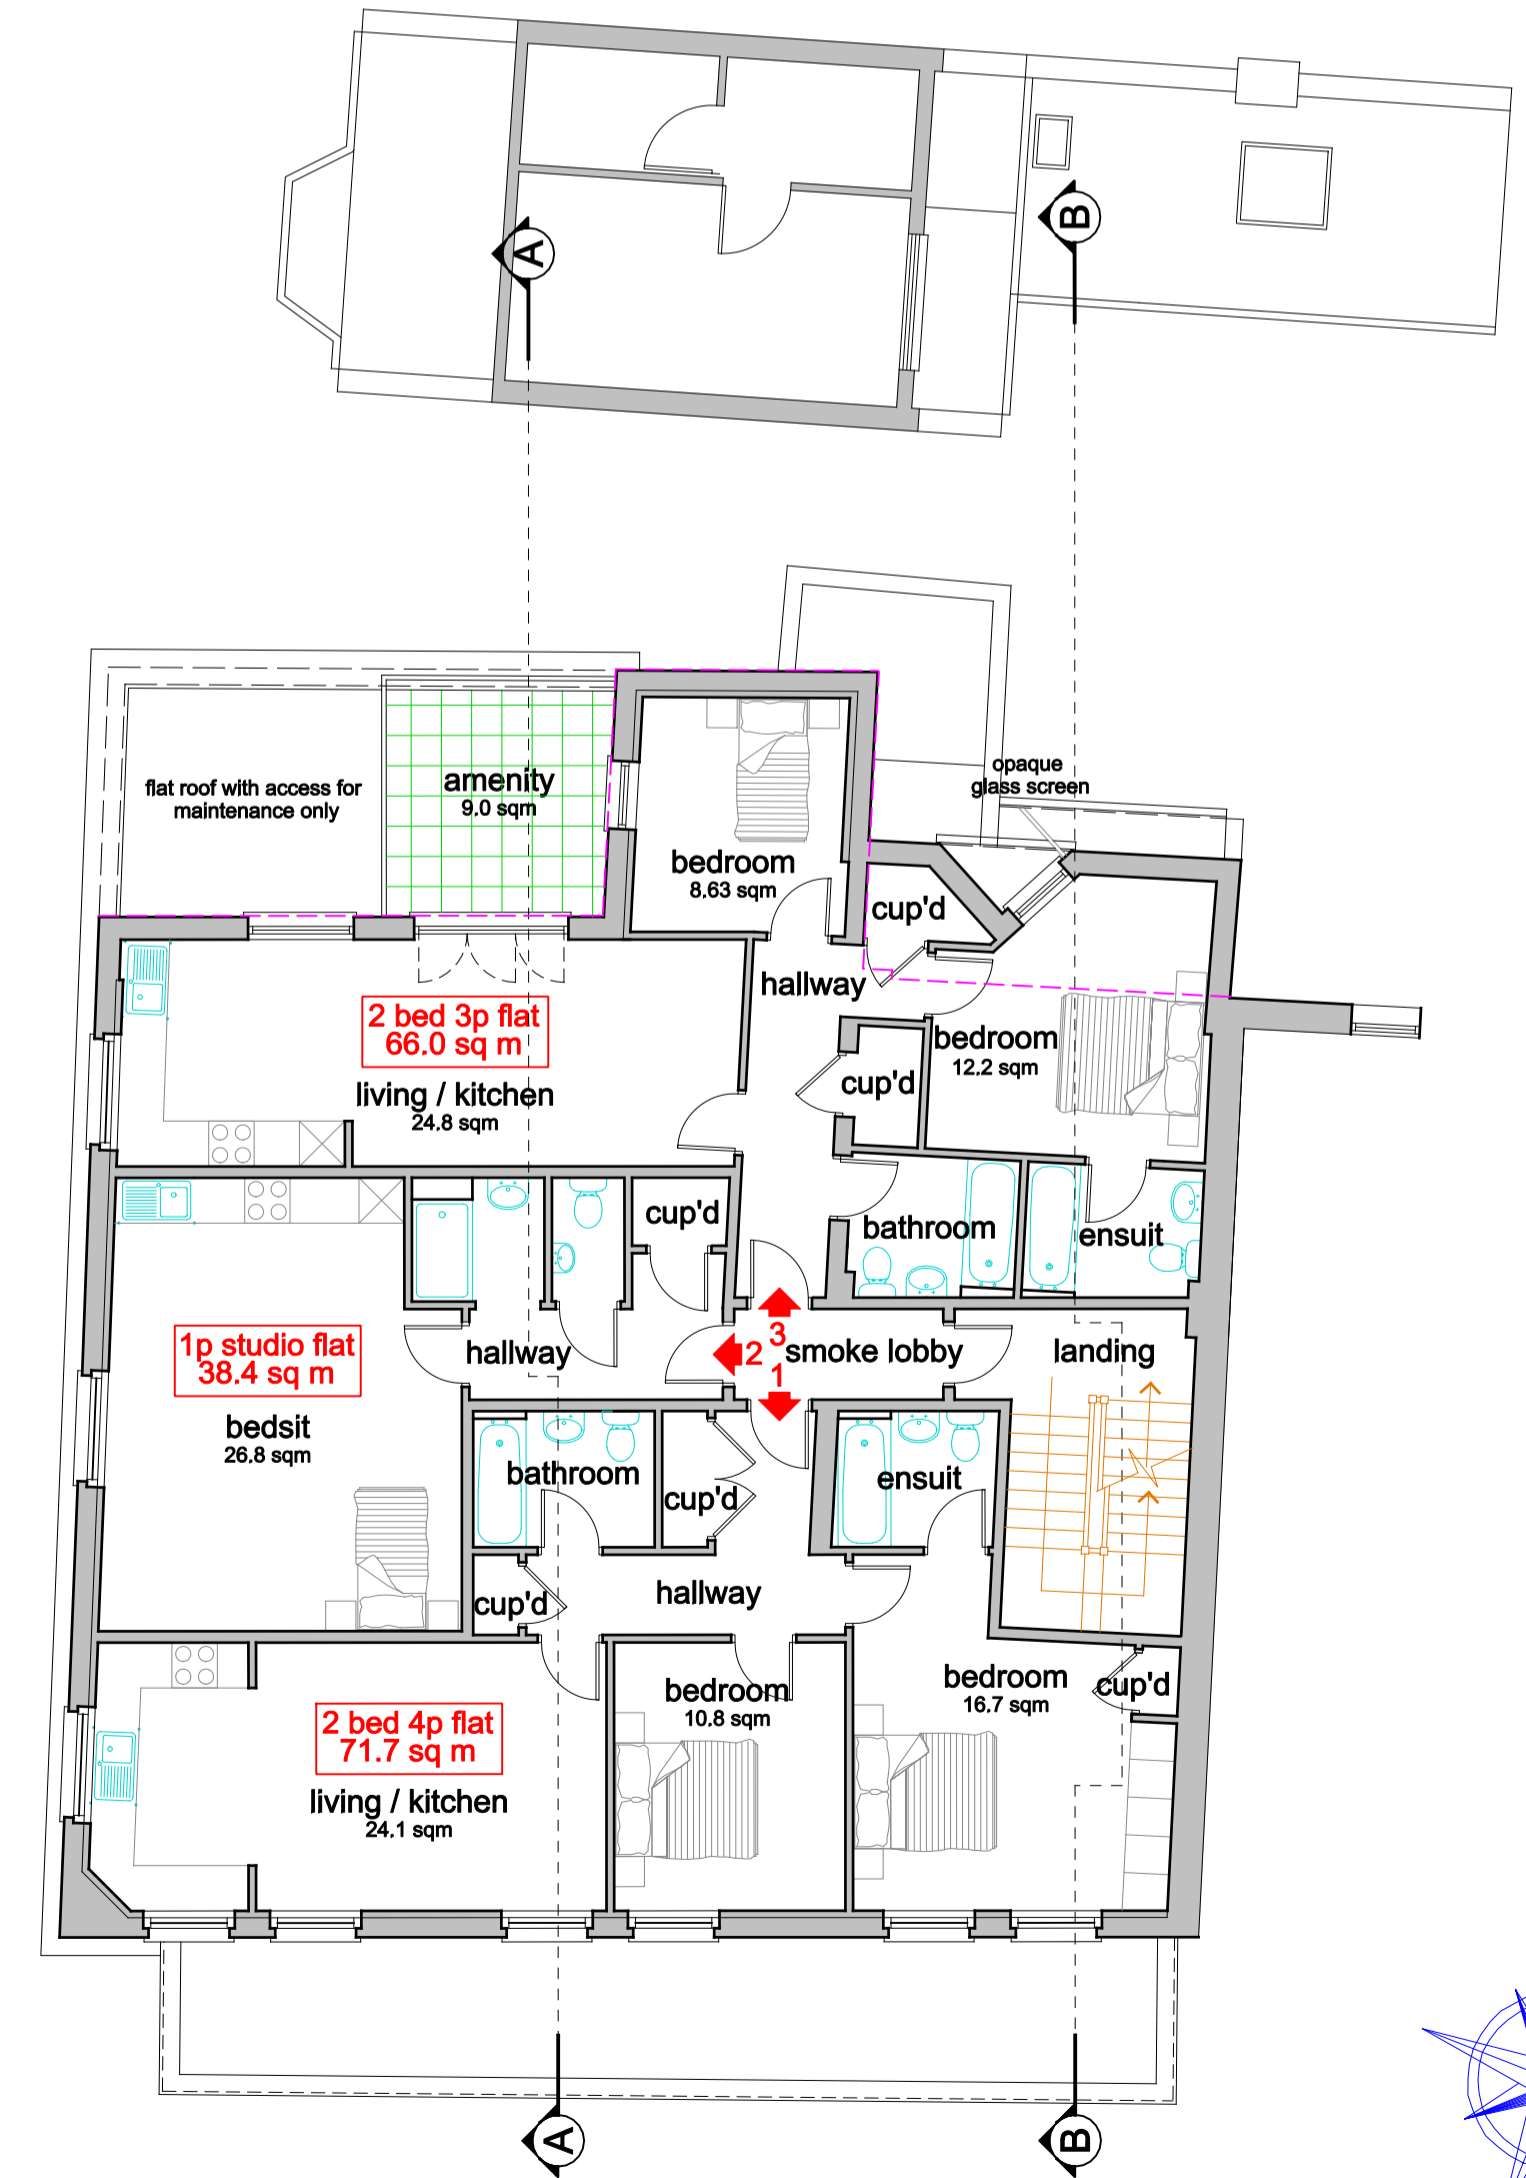 B
A
opaque
glass screen
flat roof with access for
maintenance only
amenity
9.0 sqm
bedroom
8.63 sqm
cup'd
hallway
2 bed 3p flat
66.0 sq m
living / kitchen
24.8 sqm
bedroom
12.2 sqm
cup'd
cup'd
bathroom
ensuit
1p studio flat
38.4 sq m
hallway
2
3
1
smoke lobby
landing
bedsit
26.8 sqm
bathroom
cup'd
ensuit
cup'd
hallway
bedroom
10.8 sqm
bedroom
16.7 sqm
cup'd
2 bed 4p flat
71.7 sq m
living / kitchen
24.1 sqm
A
B